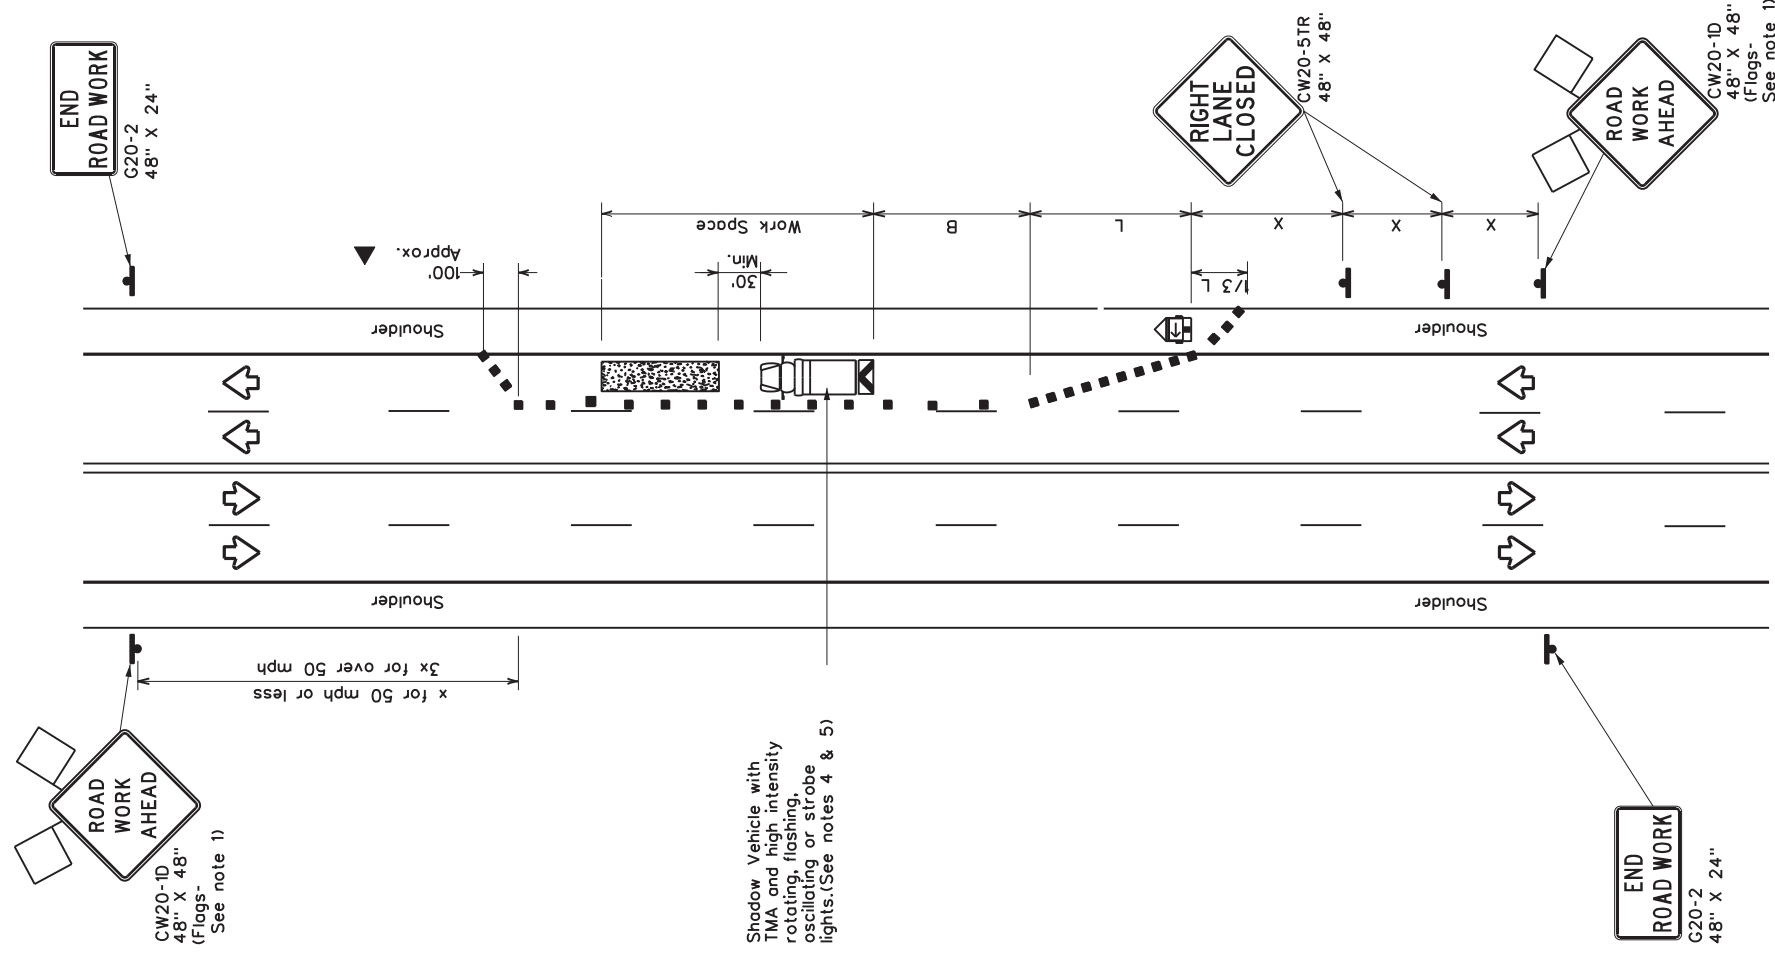 END
ROAD WORK
G20-2
48" X 24"
RIGHT
LANE
CLOSED
CW20-5TR
48" X 48"
ROAD
WORK
AHEAD
CW20-1D
48" X 48"
(Flags-
See note 1)
100'
Approx.
Work Space
30'
Min.
B
L
X
X
X
1/3 L
Shoulder
Shoulder
Shoulder
Shoulder
x for 50 mph or less
3x for over 50 mph
ROAD
WORK
AHEAD
CW20-1D
48" X 48"
(Flags-
See note 1)
Shadow Vehicle with
TMA and high intensity
rotating, flashing,
oscillating or strobe
lights.(See notes 4 & 5)
END
ROAD WORK
G20-2
48" X 24"